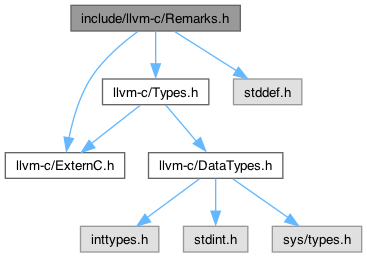 include/llvm-c/Remarks.h
llvm-c/Types.h
stddef.h
llvm-c/ExternC.h
llvm-c/DataTypes.h
inttypes.h
stdint.h
sys/types.h